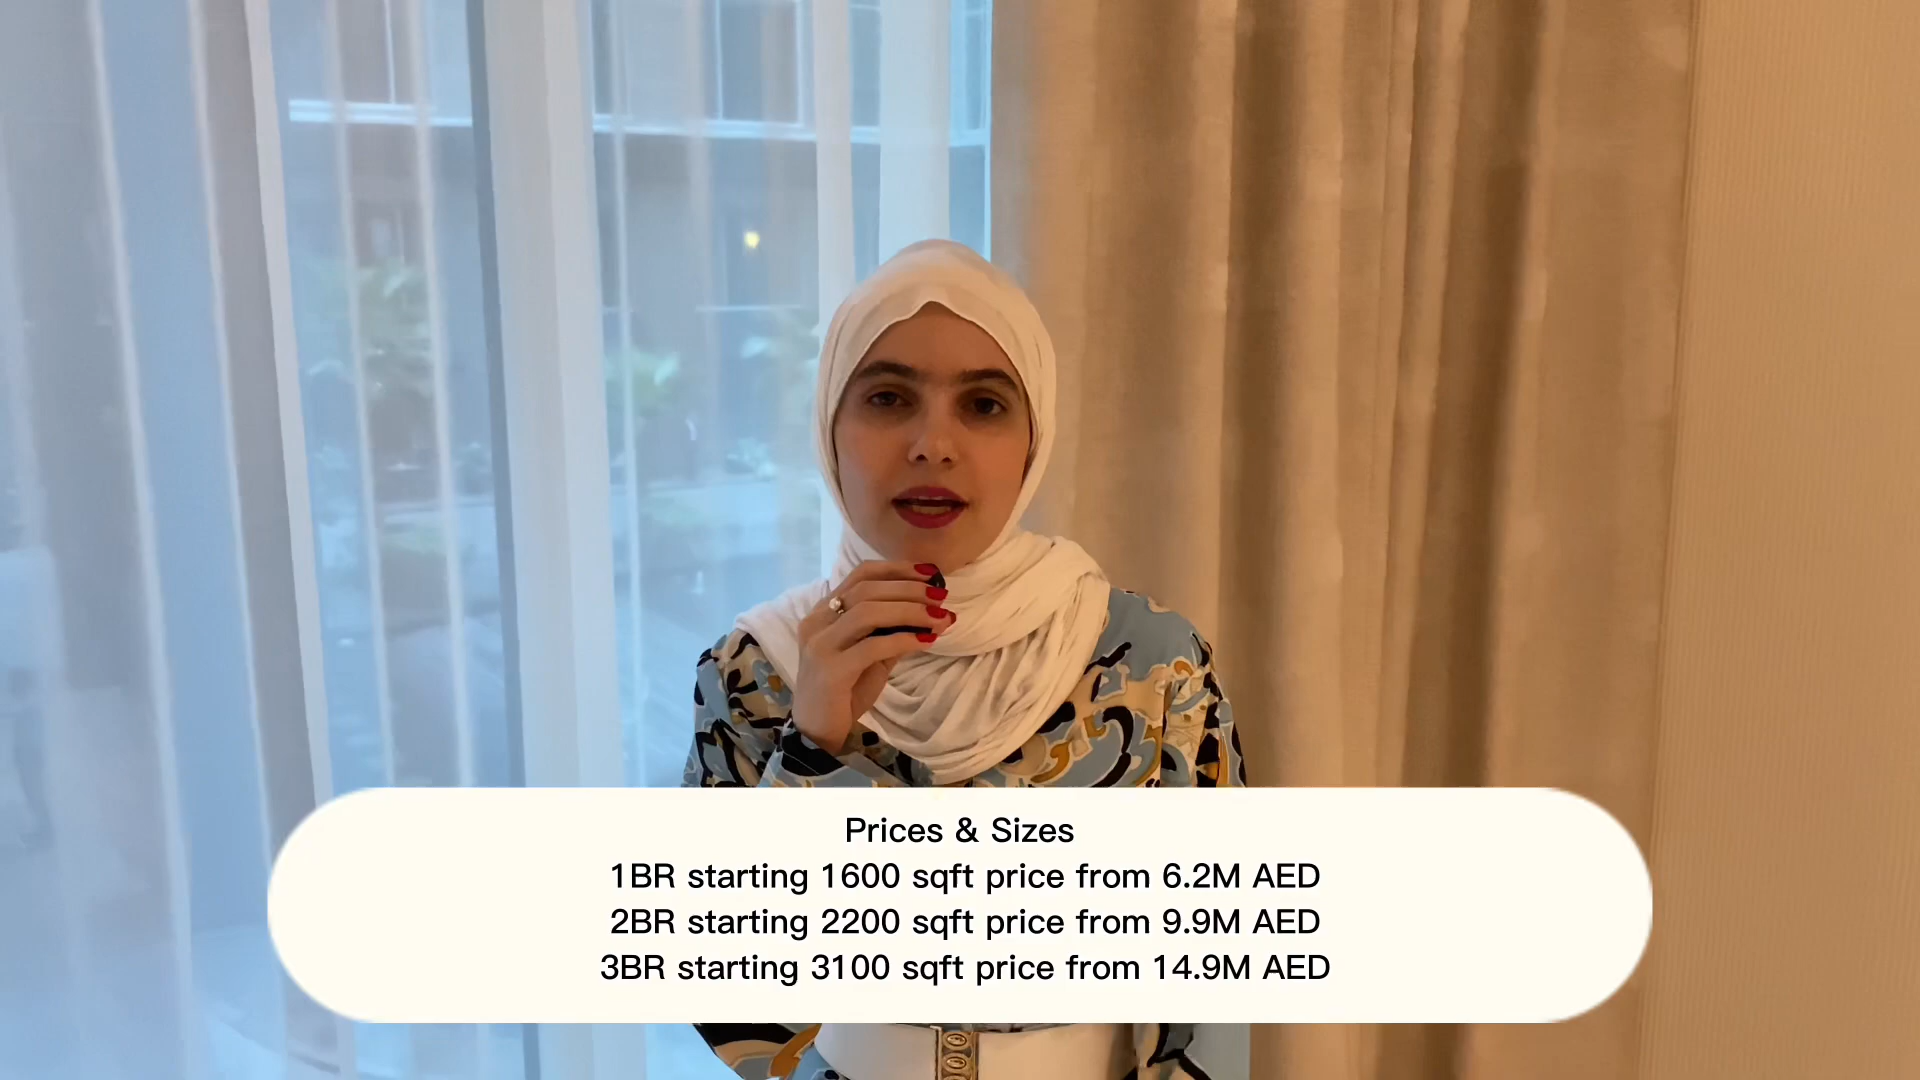 Prices & Sizes
1BR starting 1600 sqft price from 6.2M AED
2BR starting 2200 sqft price from 9.9M AED
3BR starting 3100 sqft price from 14.9M AED